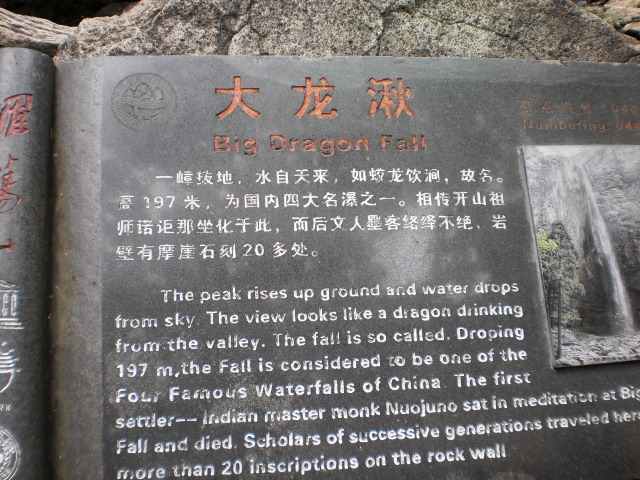 大龙湫
Big Dragon Fall
一嶂拔地，水自天来，如蛟龙饮涧，故名。
高197米，为国内四大名瀑之一。相传开山祖
师诺讵那坐化于此，而后文人墨客络绎不绝，岩
壁有摩崖石刻20多处。
The peak rises up ground and water drops
from sky. The view looks like a dragon drinking
from the valley. The fall is so called. Droping
197 m,the Fall is considered to be one of the
Four Famous Waterfalls of China. The first
settler-- Indian master monk Nuojuno sat in meditation at Big
Fall and died. Scholars of successive generations traveled her
more than 20 inscriptions on the rock wall